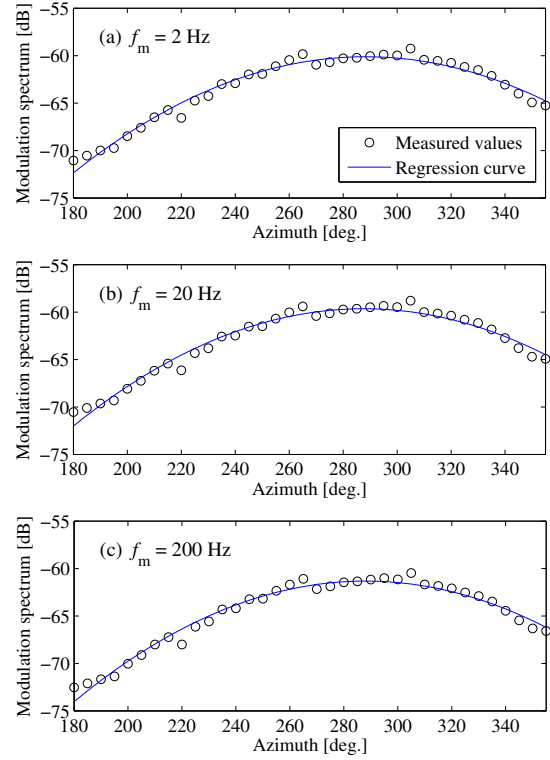 (a) fm = 2 Hz
Modulation spectrum [dB]
−55
−60
−65
−70
−75
Measured values
Regression curve
180 200 220 240 260 280 300 320 340
Azimuth [deg.]
(b) fm = 20 Hz
Modulation spectrum [dB]
−55
−60
−65
−70
−75
180 200 220 240 260 280 300 320 340
Azimuth [deg.]
(c) fm = 200 Hz
Modulation spectrum [dB]
−55
−60
−65
−70
−75
180 200 220 240 260 280 300 320 340
Azimuth [deg.]